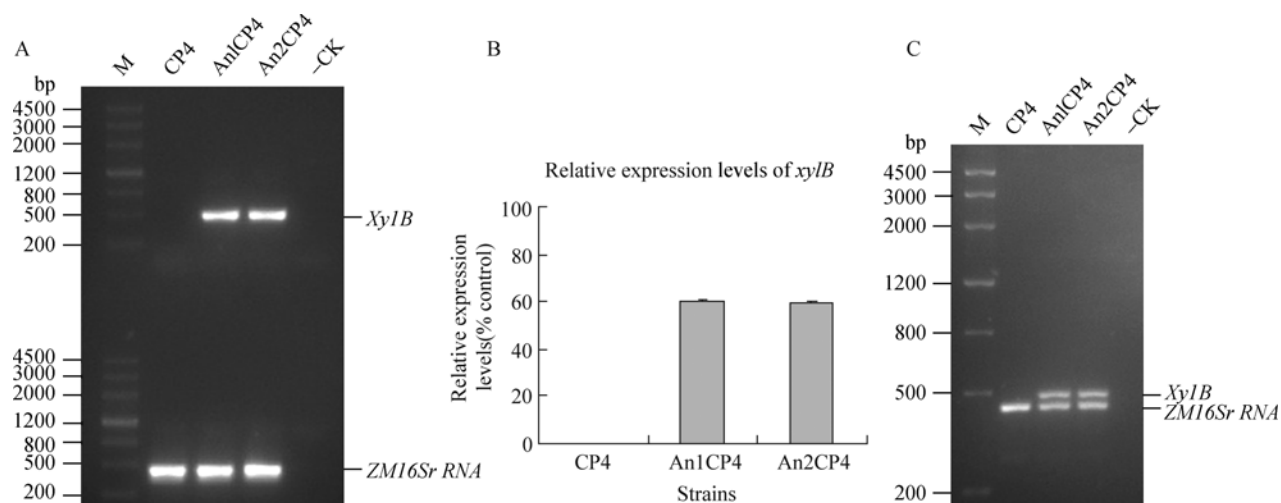 A
M
CP4
An1CP4
An2CP4
–CK
bp
4500
3000
2000
1200
800
500
200
Xy1B
4500
3000
2000
1200
800
500
200
ZM16Sr RNA
B
Relative expression levels of xylB
Relative expression
levels(% control)
100
80
60
40
20
0
CP4
An1CP4
An2CP4
Strains
C
M
CP4
An1CP4
An2CP4
–CK
bp
4500
3000
2000
1200
800
500
200
Xy1B
ZM16Sr RNA